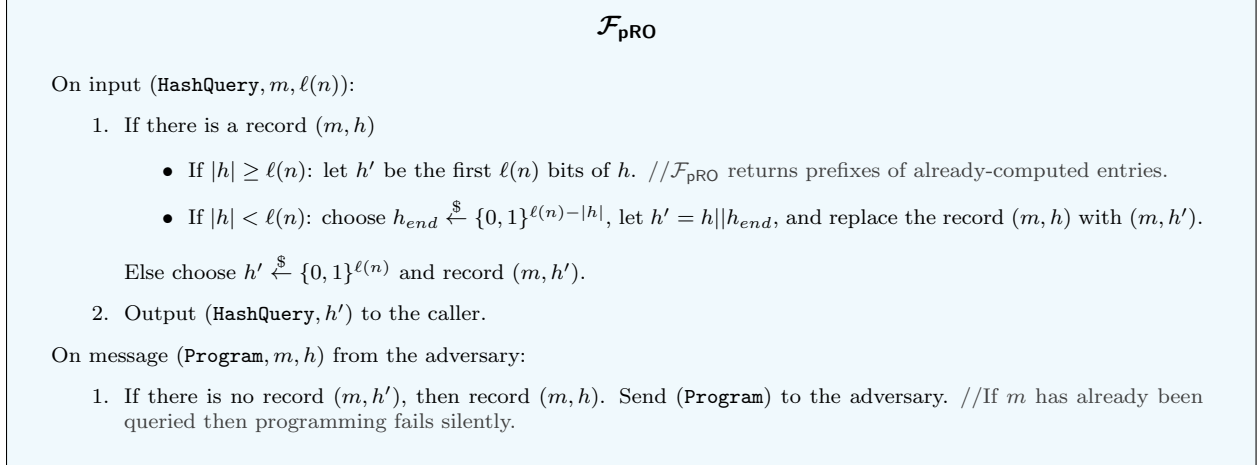 𝓕pRO
On input (HashQuery, m, ℓ(n)):
1. If there is a record (m, h)
• If |h| ≥ ℓ(n): let h′ be the first ℓ(n) bits of h. //𝓕pRO returns prefixes of already-computed entries.
• If |h| < ℓ(n): choose h_end ←$ {0, 1}^{ℓ(n)−|h|}, let h′ = h||h_end, and replace the record (m, h) with (m, h′).
Else choose h′ ←$ {0, 1}^{ℓ(n)} and record (m, h′).
2. Output (HashQuery, h′) to the caller.
On message (Program, m, h) from the adversary:
1. If there is no record (m, h′), then record (m, h). Send (Program) to the adversary. //If m has already been
queried then programming fails silently.